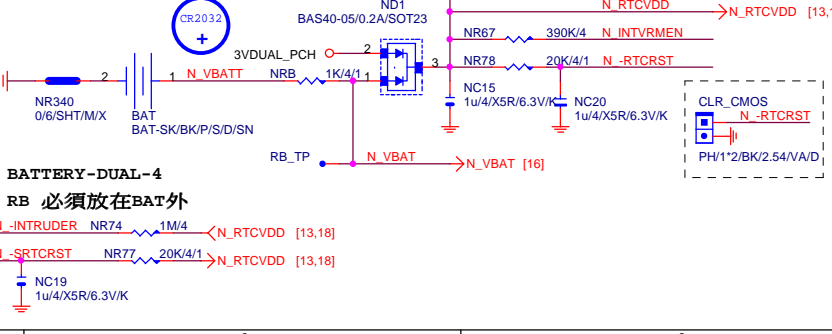 ND1
BAS40-05/0.2A/SOT23
CR2032
+
N_RTCVDD
N_RTCVDD [13,1
3VDUAL_PCH
2
NR67
390K/4
N_INTVRMEN
NR78
20K/4/1
N_-RTCRST
2
1
N_VBATT
NRB
1K/4/1
1
3
NR340
0/6/SHT/M/X
BAT
BAT-SK/BK/P/S/D/SN
NC15
1u/4/X5R/6.3V/K
NC20
1u/4/X5R/6.3V/K
CLR_CMOS
N_-RTCRST
PH/1*2/BK/2.54/VA/D
RB_TP
N_VBAT
N_VBAT [16]
BATTERY-DUAL-4
RB 必須放在BAT外
_-INTRUDER
NR74
1M/4
N_RTCVDD [13,18]
_-SRTCRST
NR77
20K/4/1
N_RTCVDD [13,18]
NC19
1u/4/X5R/6.3V/K